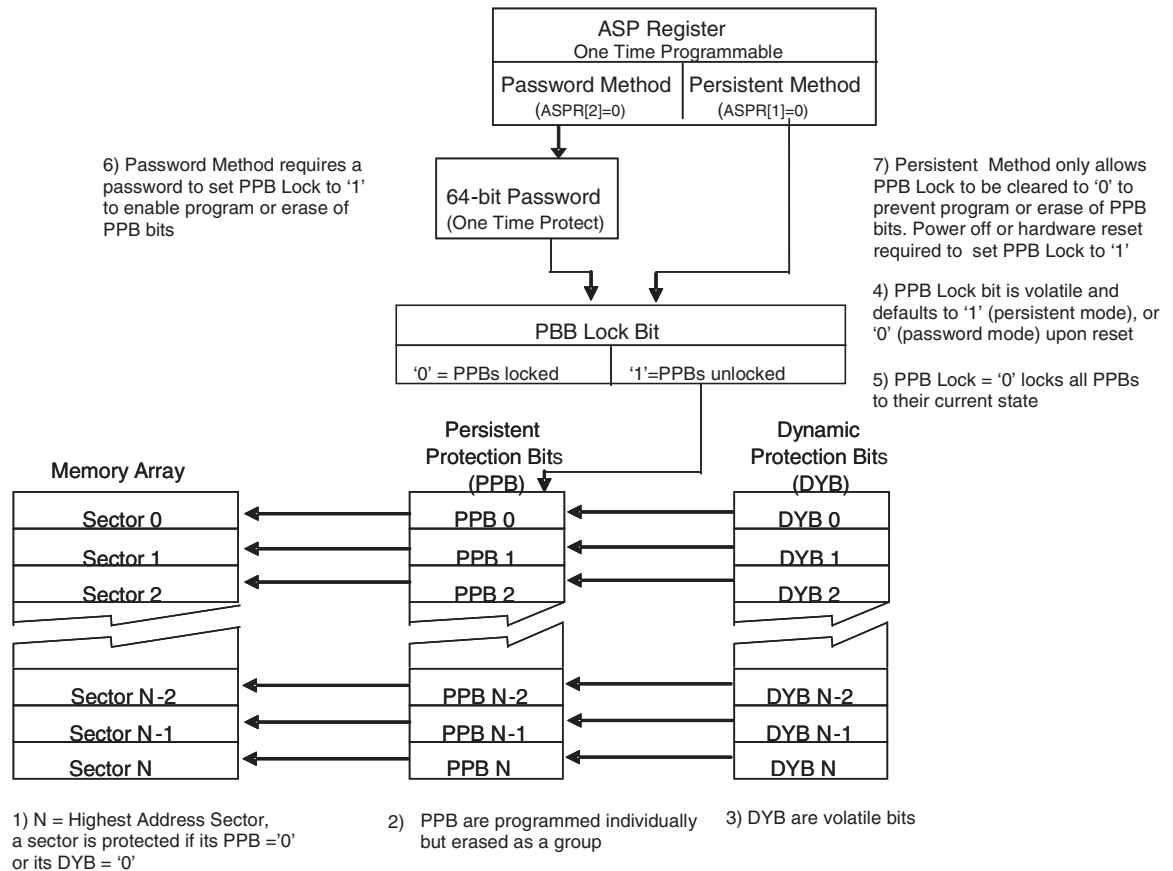 ASP Register
One Time Programmable
Password Method
(ASPR[2]=0)
Persistent Method
(ASPR[1]=0)
6) Password Method requires a
password to set PPB Lock to ‘1’
to enable program or erase of
PPB bits
64-bit Password
(One Time Protect)
7) Persistent Method only allows
PPB Lock to be cleared to ‘0’ to
prevent program or erase of PPB
bits. Power off or hardware reset
required to set PPB Lock to ‘1’
4) PPB Lock bit is volatile and
defaults to ‘1’ (persistent mode), or
‘0’ (password mode) upon reset
5) PPB Lock = ‘0’ locks all PPBs
to their current state
PBB Lock Bit
‘0’ = PPBs locked
‘1’=PPBs unlocked
Memory Array
Persistent
Protection Bits
(PPB)
Dynamic
Protection Bits
(DYB)
Sector 0
PPB 0
DYB 0
Sector 1
PPB 1
DYB 1
Sector 2
PPB 2
DYB 2
Sector N-2
PPB N-2
DYB N-2
Sector N-1
PPB N-1
DYB N-1
Sector N
PPB N
DYB N
1) N = Highest Address Sector,
a sector is protected if its PPB =‘0’
or its DYB = ‘0’
2) PPB are programmed individually
but erased as a group
3) DYB are volatile bits